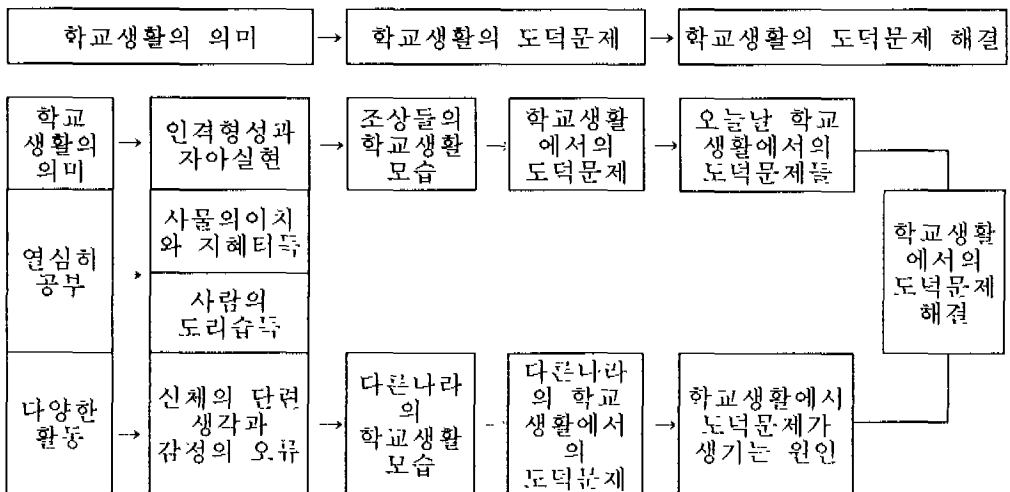 학교생활의 의미 → 학교생활의 도덕문제 → 학교생활의 도덕문제 해결
학교
생활의
의미
→
인격형성과
자아실현
→
조상들의
학교생활
모습
학교생활
에서의
도덕문제
→
오늘날 학교
생활에서의
도덕문제들
열심히
공부
사물의이치
와 지혜터득
사람의
도리습득
학교생활
에서의
도덕문제
해결
다양한
활동
→
신체의 단련
생각과
감정의 오류
→
다른나라
의
학교생활
모습
다른나라
의 학교
생활에서
의
도덕문제
→
학교생활에서
도덕문제가
생기는 원인